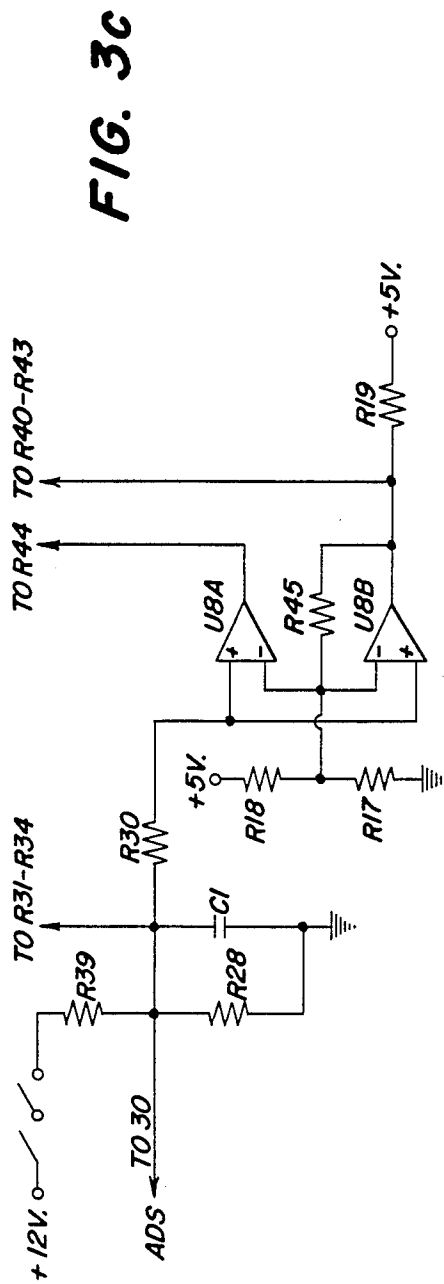 FIG. 3c
TO R44
TO R40-R43
TO R31-R34
+12V.
R39
R30
U8A
+
-
R45
R19
+5V.
U8B
-
+
+5V.
R18
R17
C1
R28
TO 30
ADS